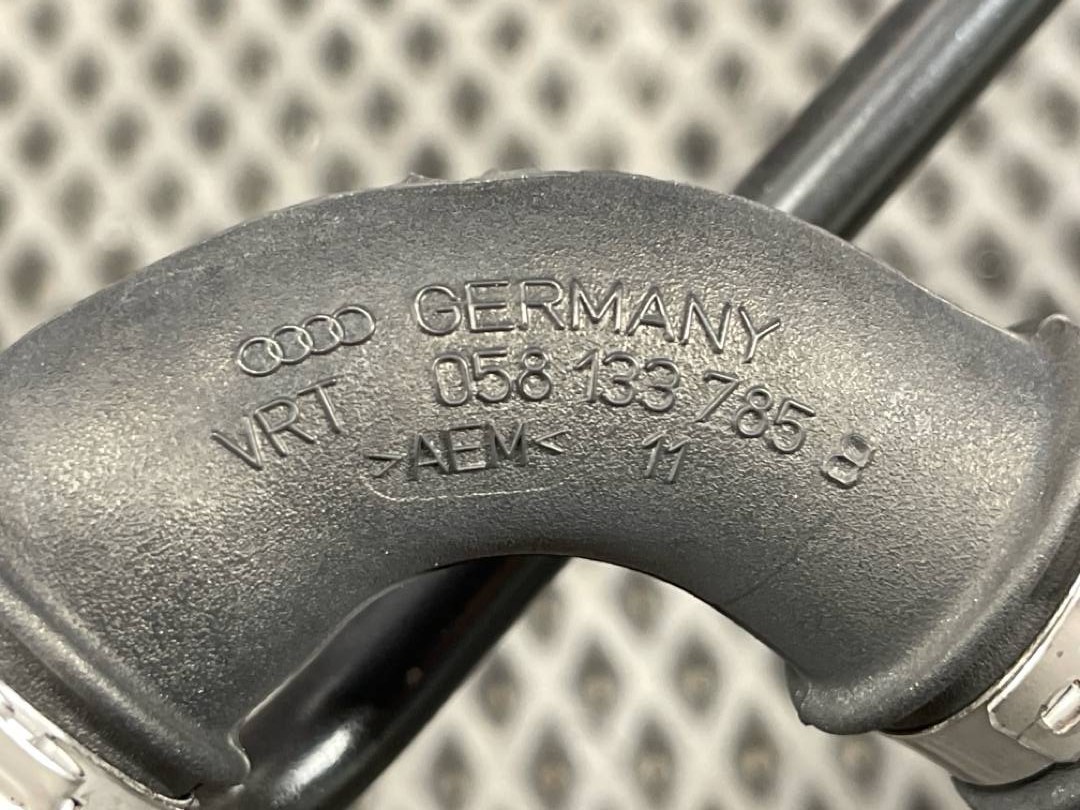 GERMANY
058 133 785 B
VRT
>AEM< 11